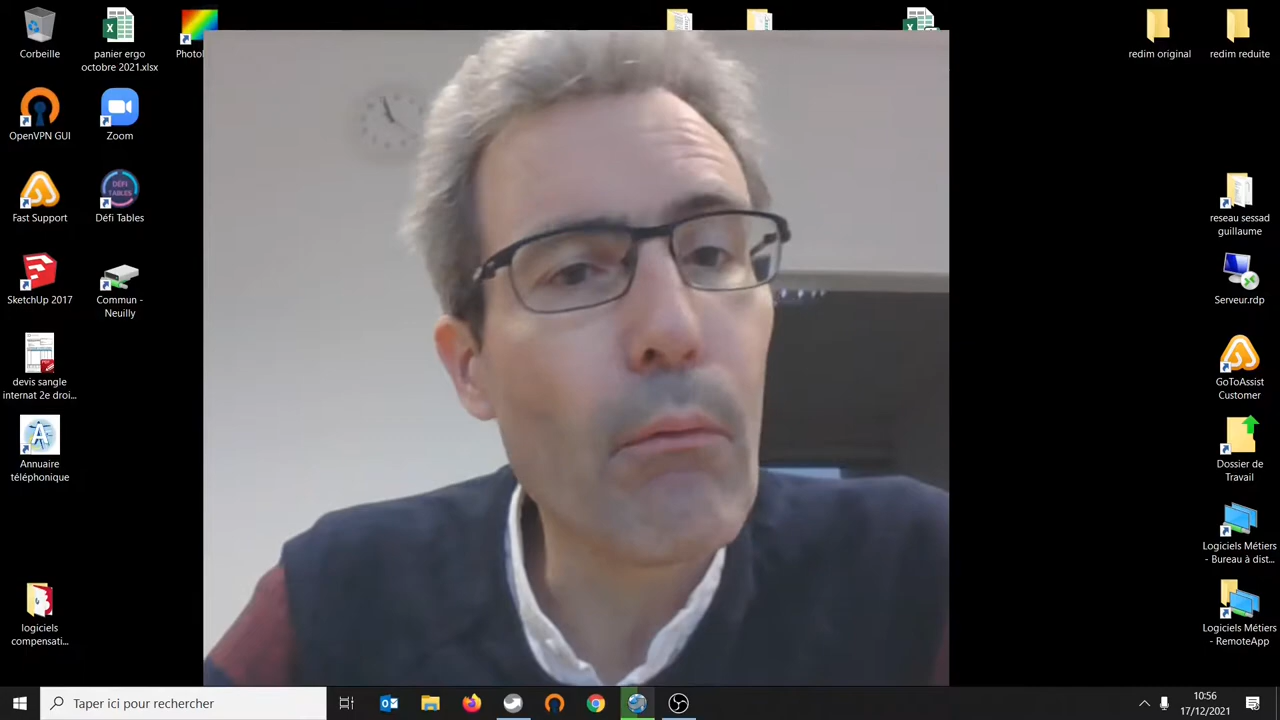 Corbeille
panier ergo
octobre 2021.xlsx
redim original
redim reduite
OpenVPN GUI
Zoom
Fast Support
DÉFI
TABLES
Défi Tables
reseau sessad
guillaume
SketchUp 2017
Commun -
Neuilly
Serveur.rdp
devis sangle
internat 2e droi...
GoToAssist
Customer
Annuaire
téléphonique
Dossier de
Travail
Logiciels Métiers
- Bureau à dist...
logiciels
compensati...
Logiciels Métiers
- RemoteApp
Taper ici pour rechercher
10:56
17/12/2021